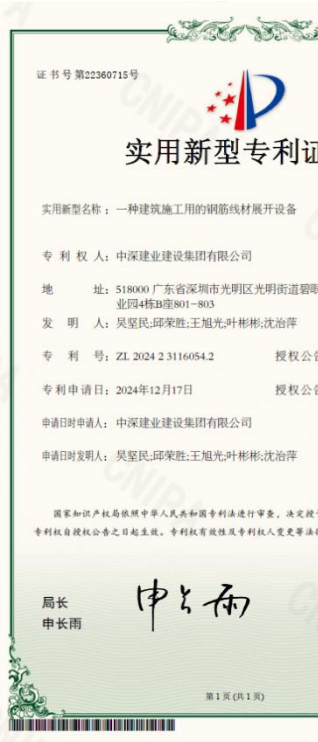 证书号第22360715号
实用新型专利证
实用新型名称：一种建筑施工用的钢筋线材展开设备
专利权人：中深建业建设集团有限公司
地址：518000 广东省深圳市光明区光明街道碧眼
业园4栋B座801-803
发明人：吴坚民;邱荣胜;王旭光;叶彬彬;沈治萍
专利号：ZL 2024 2 3116054.2 授权公告
专利申请日：2024年12月17日 授权公告
申请日时申请人：中深建业建设集团有限公司
申请日时发明人：吴坚民;邱荣胜;王旭光;叶彬彬;沈治萍
国家知识产权局依照中华人民共和国专利法进行审查，决定授予
专利权自授权公告之日起生效。专利权有效性及专利权人变更等法律
局长
申长雨
申长雨
第1页(共1页)
CNIPA